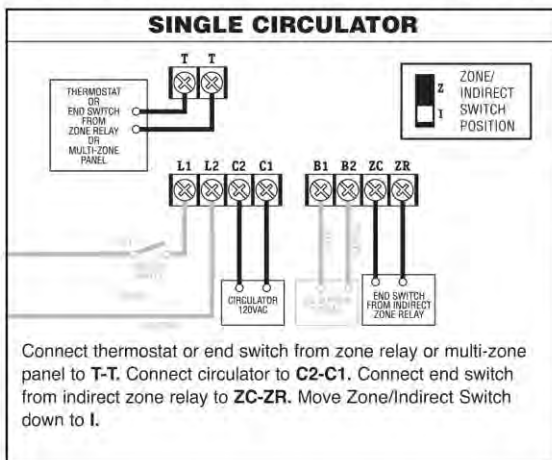 SINGLE CIRCULATOR
T T
THERMOSTAT
OR
END SWITCH
FROM
ZONE RELAY
OR
MULTI-ZONE
PANEL
Z
I
ZONE/
INDIRECT
SWITCH
POSITION
L1 L2 C2 C1 B1 B2 ZC ZR
CIRCULATOR
120VAC
END SWITCH
FROM INDIRECT
ZONE RELAY
Connect thermostat or end switch from zone relay or multi-zone
panel to T-T. Connect circulator to C2-C1. Connect end switch
from indirect zone relay to ZC-ZR. Move Zone/Indirect Switch
down to I.